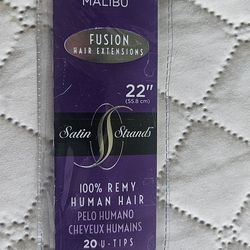 MALIBU
FUSION
HAIR EXTENSIONS
22"
(55.8 cm)
Satin Strands
100% REMY
HUMAN HAIR
PELO HUMANO
CHEVEUX HUMAINS
20 U-TIPS